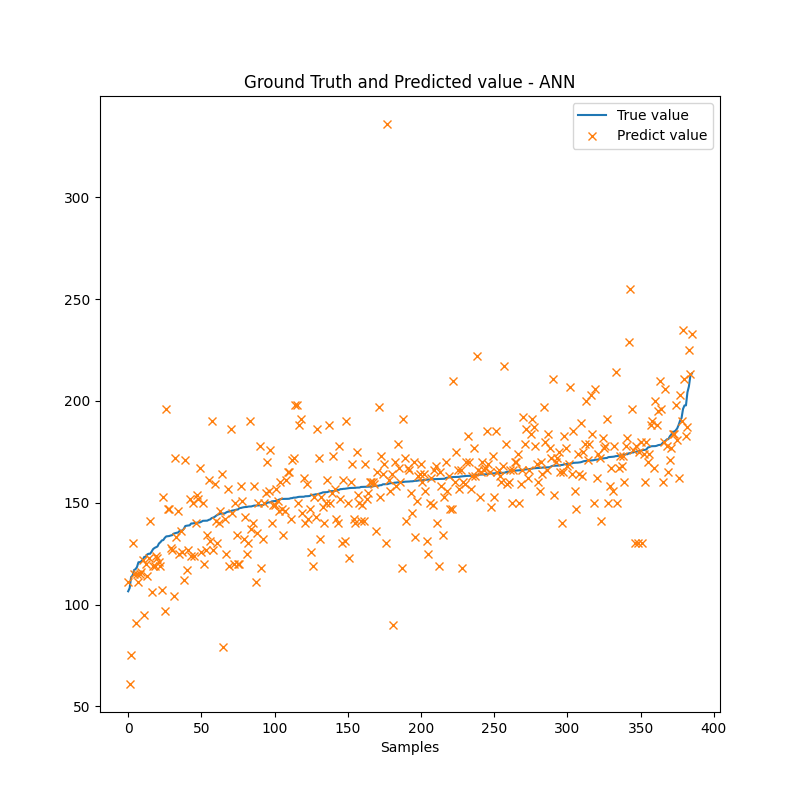 Ground Truth and Predicted value - ANN
True value
Predict value
300
250
200
150
100
50
0 50 100 150 200 250 300 350 400
Samples